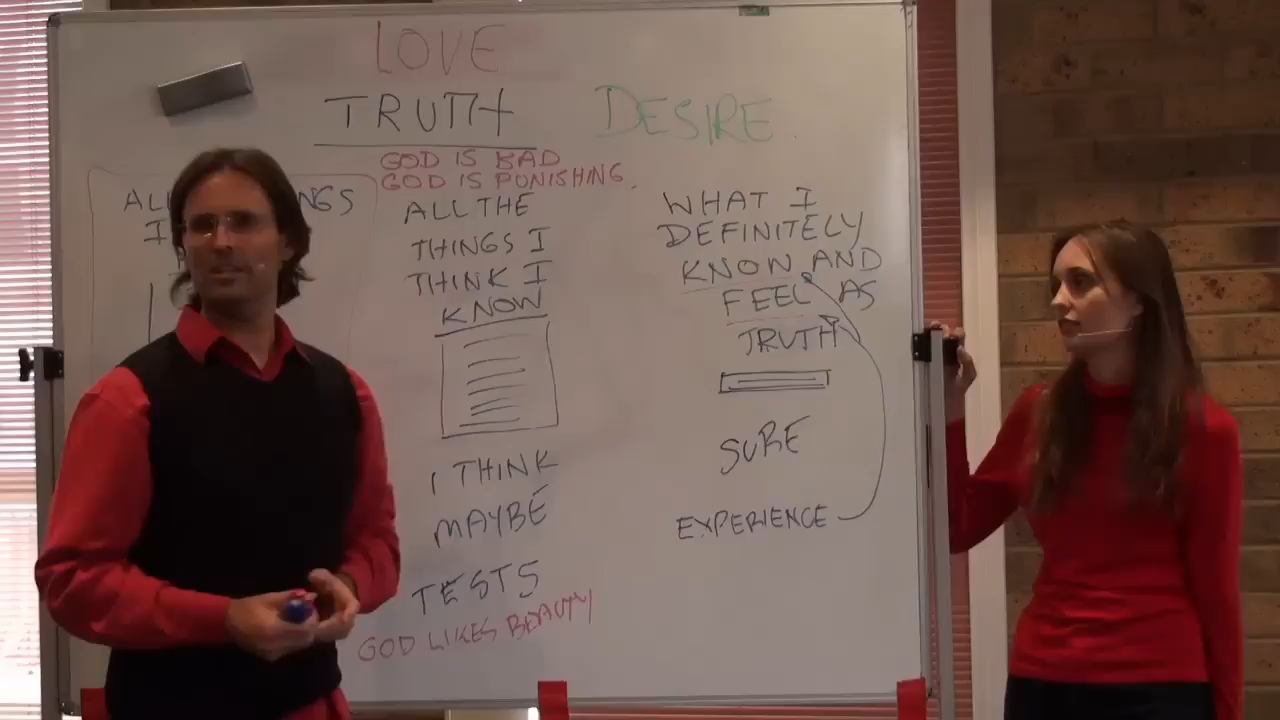 LOVE
TRUTH
DESIRE
GOD IS BAD
GOD IS PUNISHING.
I
ALL THE
THINGS I
THINK I
KNOW
I THINK
MAYBE
TESTS
GOD LIKES BEAUTY
WHAT I
DEFINITELY
KNOW AND
FEEL AS
TRUTH
SURE
EXPERIENCE